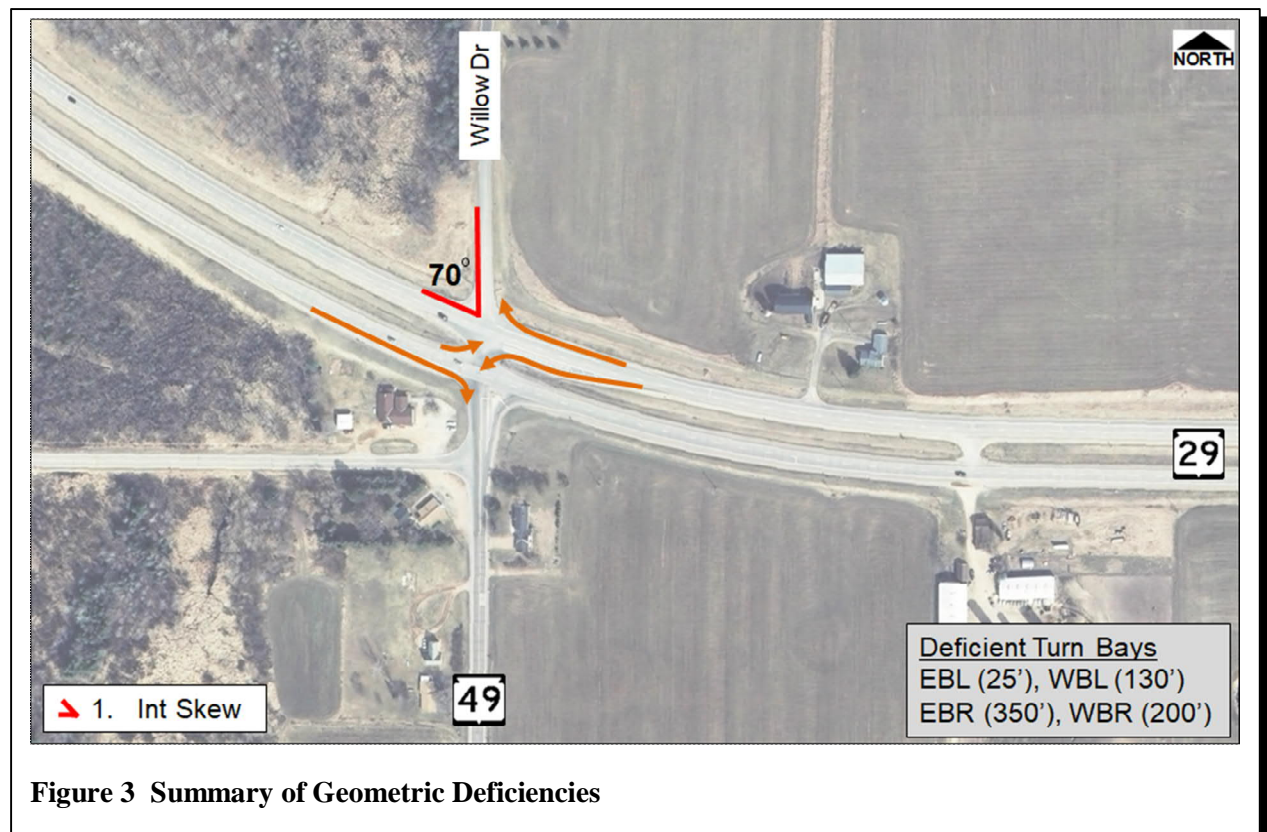 Willow Dr
NORTH
70°
29
Deficient Turn Bays
EBL (25'), WBL (130')
EBR (350'), WBR (200')
1. Int Skew
49
Figure 3 Summary of Geometric Deficiencies